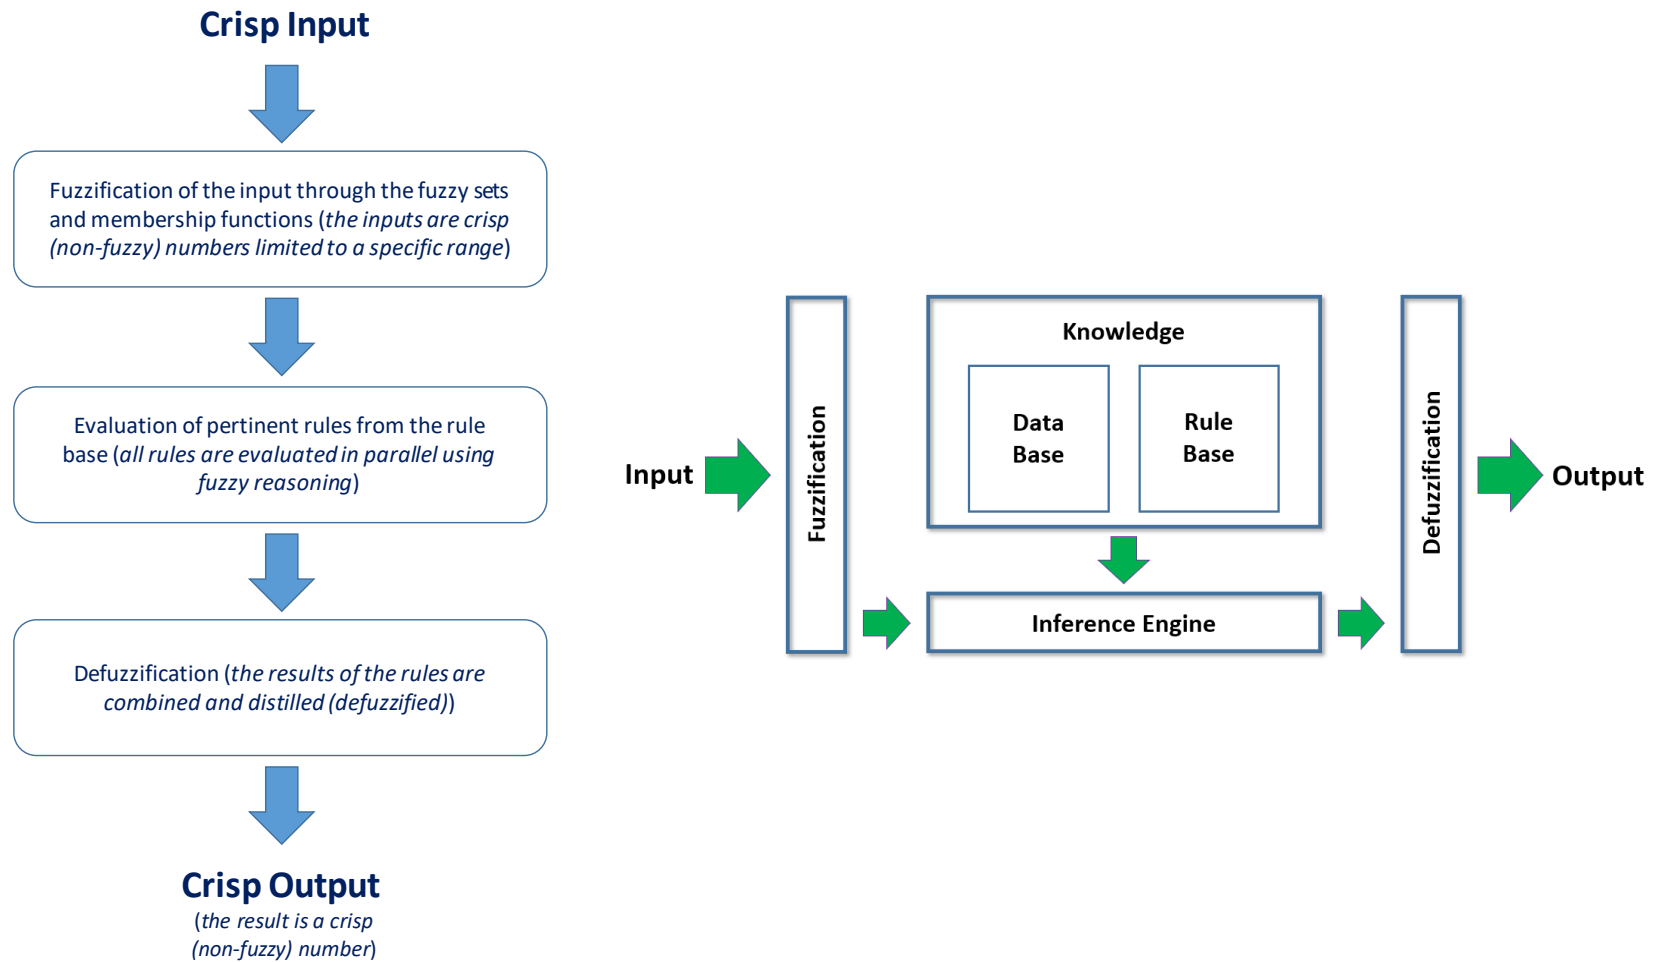 Crisp Input
Fuzzification of the input through the fuzzy sets
and membership functions (the inputs are crisp
(non-fuzzy) numbers limited to a specific range)
Evaluation of pertinent rules from the rule
base (all rules are evaluated in parallel using
fuzzy reasoning)
Defuzzification (the results of the rules are
combined and distilled (defuzzified))
Crisp Output
(the result is a crisp
(non-fuzzy) number)
Input
Fuzzification
Knowledge
Data
Base
Rule
Base
Inference Engine
Defuzzification
Output